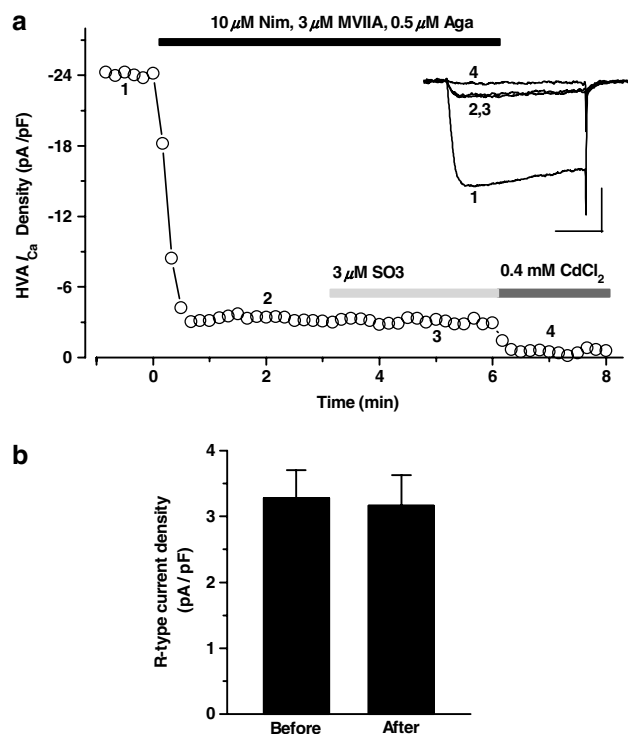 a
10 μM Nim, 3 μM MVIIA, 0.5 μM Aga
HVA I_Ca Density (pA/pF)
-24
-18
-12
-6
0
1
2
3
4
4
2,3
1
3 μM SO3
0.4 mM CdCl₂
0
2
4
6
8
Time (min)
b
R-type current density
(pA / pF)
4
3
2
1
0
Before
After